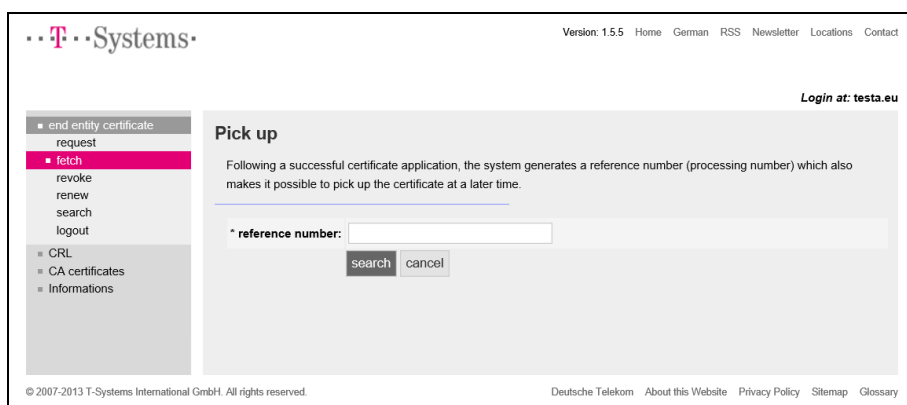 ··T··Systems·
Version: 1.5.5 Home German RSS Newsletter Locations Contact
Login at: testa.eu
end entity certificate
request
fetch
revoke
renew
search
logout
CRL
CA certificates
Informations
Pick up
Following a successful certificate application, the system generates a reference number (processing number) which also
makes it possible to pick up the certificate at a later time.
* reference number:
search cancel
© 2007-2013 T-Systems International GmbH. All rights reserved.
Deutsche Telekom About this Website Privacy Policy Sitemap Glossary